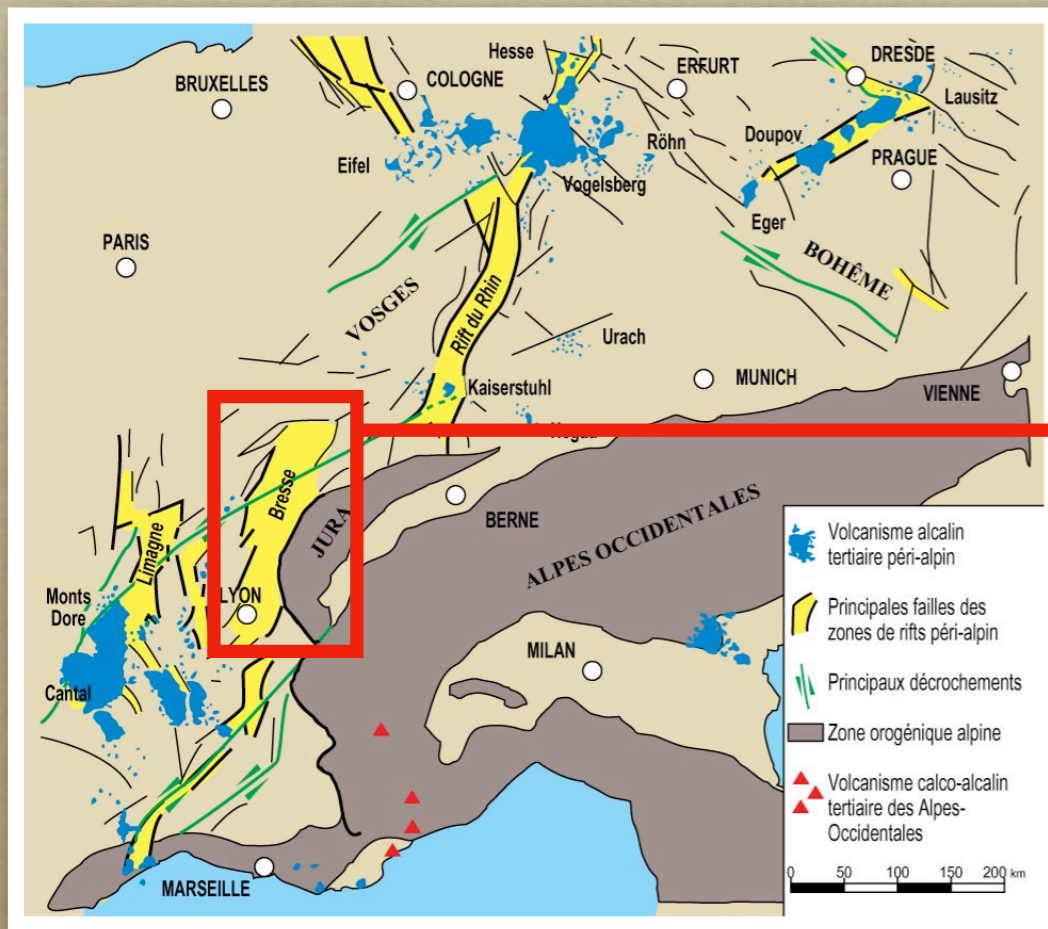 Hesse
DRESDE
BRUXELLES
COLOGNE
ERFURT
Lausitz
Doupov
Röhn
Eifel
PRAGUE
Vogelsberg
Eger
PARIS
BOHÊME
VOSGES
Rift du Rhin
Urach
Kaiserstuhl
MUNICH
VIENNE
Bresse
JURA
BERNE
ALPES OCCIDENTALES
Limagne
Monts
Dore
LYON
MILAN
Cantal
MARSEILLE
Volcanisme alcalin
tertiaire péri-alpin
Principales failles des
zones de rifts péri-alpin
Principaux décrochements
Zone orogénique alpine
Volcanisme calco-alcalin
tertiaire des Alpes-
Occidentales
0 50 100 150 200 km